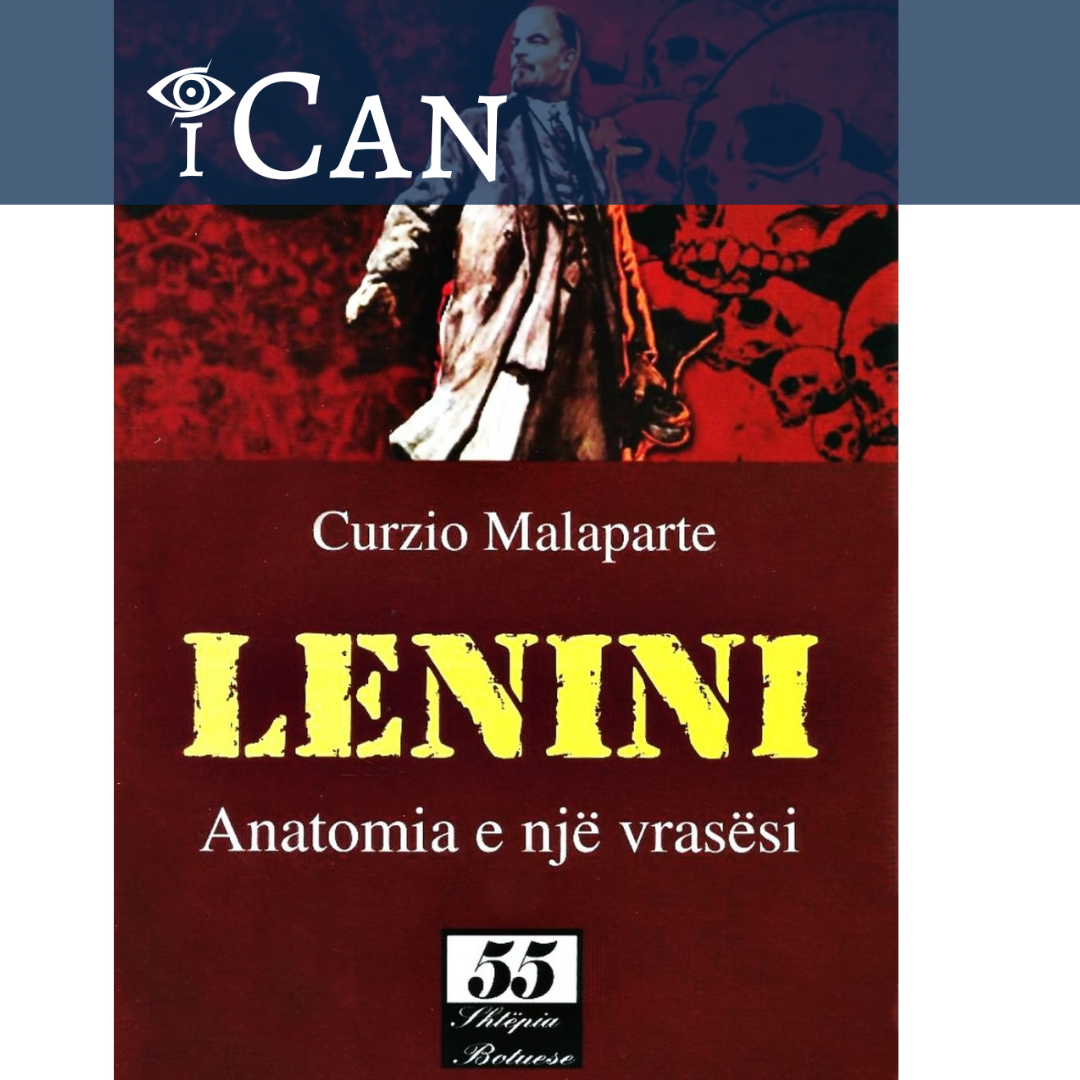 iCAN
Curzio Malaparte
LENINI
Anatomia e një vrasësi
55
Shtëpia
Botuese